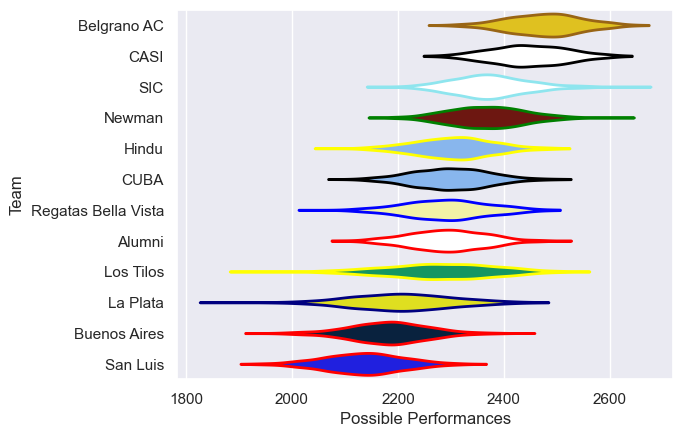 Belgrano AC
CASI
SIC
Newman
Hindu
CUBA
Regatas Bella Vista
Alumni
Los Tilos
La Plata
Buenos Aires
San Luis
Team
1800 2000 2200 2400 2600
Possible Performances